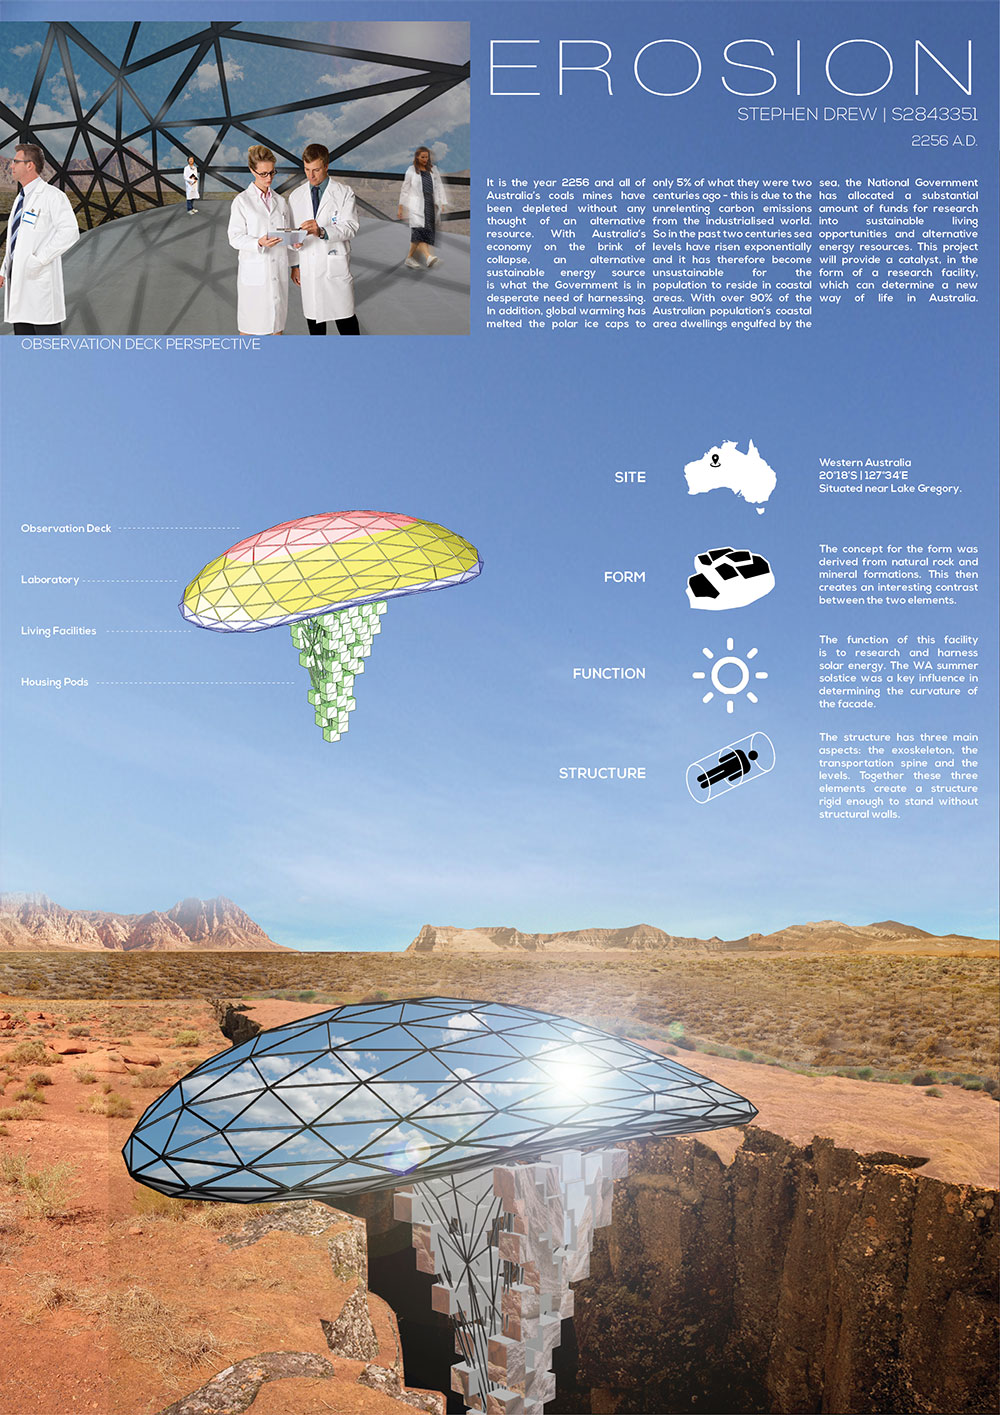 EROSION
STEPHEN DREW | S2843351
2256 A.D.
It is the year 2256 and all of
Australia's coals mines have
been depleted without any
thought of an alternative
resource. With Australia's
economy on the brink of
collapse, an alternative
sustainable energy source
is what the Government is in
desperate need of harnessing.
In addition, global warming has
melted the polar ice caps to
only 5% of what they were two
centuries ago - this is due to the
unrelenting carbon emissions
from the industrialised world.
So in the past two centuries sea
levels have risen exponentially
and it has therefore become
unsustainable for the
population to reside in coastal
areas. With over 90% of the
Australian population's coastal
area dwellings engulfed by the
sea, the National Government
has allocated a substantial
amount of funds for research
into sustainable living
opportunities and alternative
energy resources. This project
will provide a catalyst, in the
form of a research facility,
which can determine a new
way of life in Australia.
OBSERVATION DECK PERSPECTIVE
Observation Deck
Laboratory
Living Facilities
Housing Pods
SITE
Western Australia
20°18'S | 127°34'E
Situated near Lake Gregory.
FORM
The concept for the form was
derived from natural rock and
mineral formations. This then
creates an interesting contrast
between the two elements.
FUNCTION
The function of this facility
is to research and harness
solar energy. The WA summer
solstice was a key influence in
determining the curvature of
the facade.
STRUCTURE
The structure has three main
aspects: the exoskeleton, the
transportation spine and the
levels. Together these three
elements create a structure
rigid enough to stand without
structural walls.